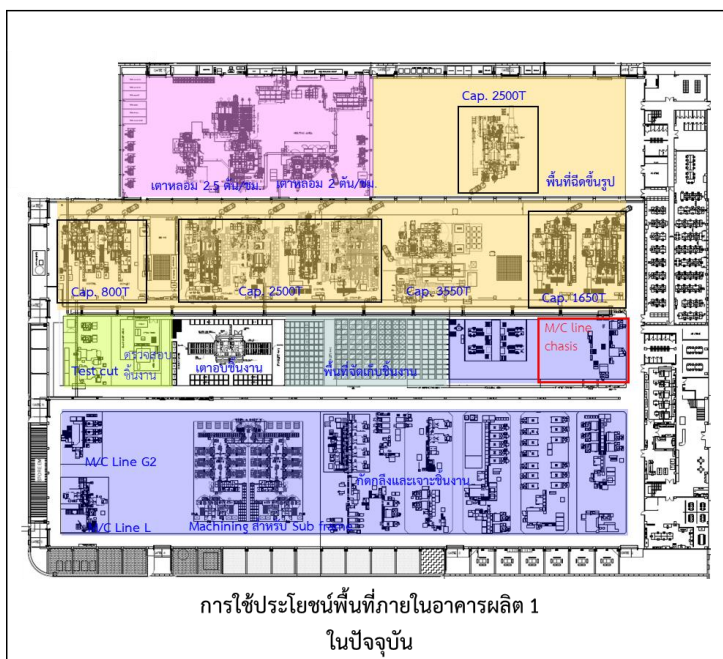 Cap. 2500T
เตาหลอม 2.5 ตัน/ชม.
เตาหลอม 2 ตัน/ชม.
พื้นที่ฉีดขึ้นรูป
Cap. 800T
Cap. 2500T
Cap. 3550T
Cap. 1650T
Test cut
ตรวจสอบ
ชิ้นงาน
เตาอบชิ้นงาน
พื้นที่จัดเก็บชิ้นงาน
M/C line
chasis
M/C Line G2
กัดกลึงและเจาะชิ้นงาน
M/C Line L
Machining สำหรับ Sub frame
การใช้ประโยชน์พื้นที่ภายในอาคารผลิต 1
ในปัจจุบัน